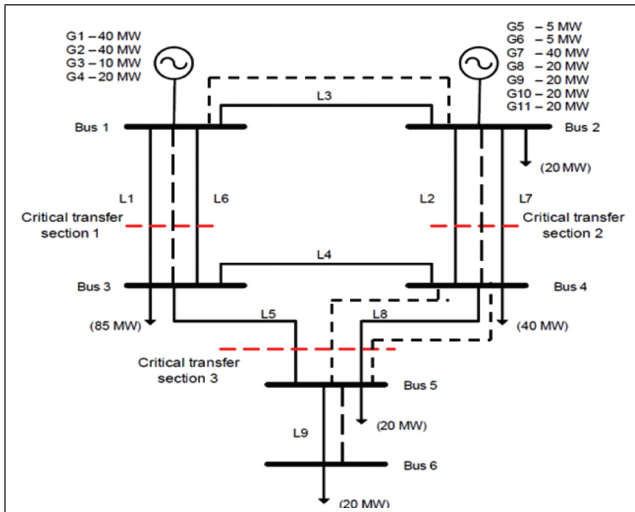 G1 – 40 MW
G2 – 40 MW
G3 – 10 MW
G4 – 20 MW
G5 – 5 MW
G6 – 5 MW
G7 – 40 MW
G8 – 20 MW
G9 – 20 MW
G10 – 20 MW
G11 – 20 MW
L3
Bus 1
Bus 2
(20 MW)
L1
L6
L2
L7
Critical transfer
section 1
Critical transfer
section 2
L4
Bus 3
Bus 4
(85 MW)
L5
L8
(40 MW)
Critical transfer
section 3
Bus 5
L9
(20 MW)
Bus 6
(20 MW)